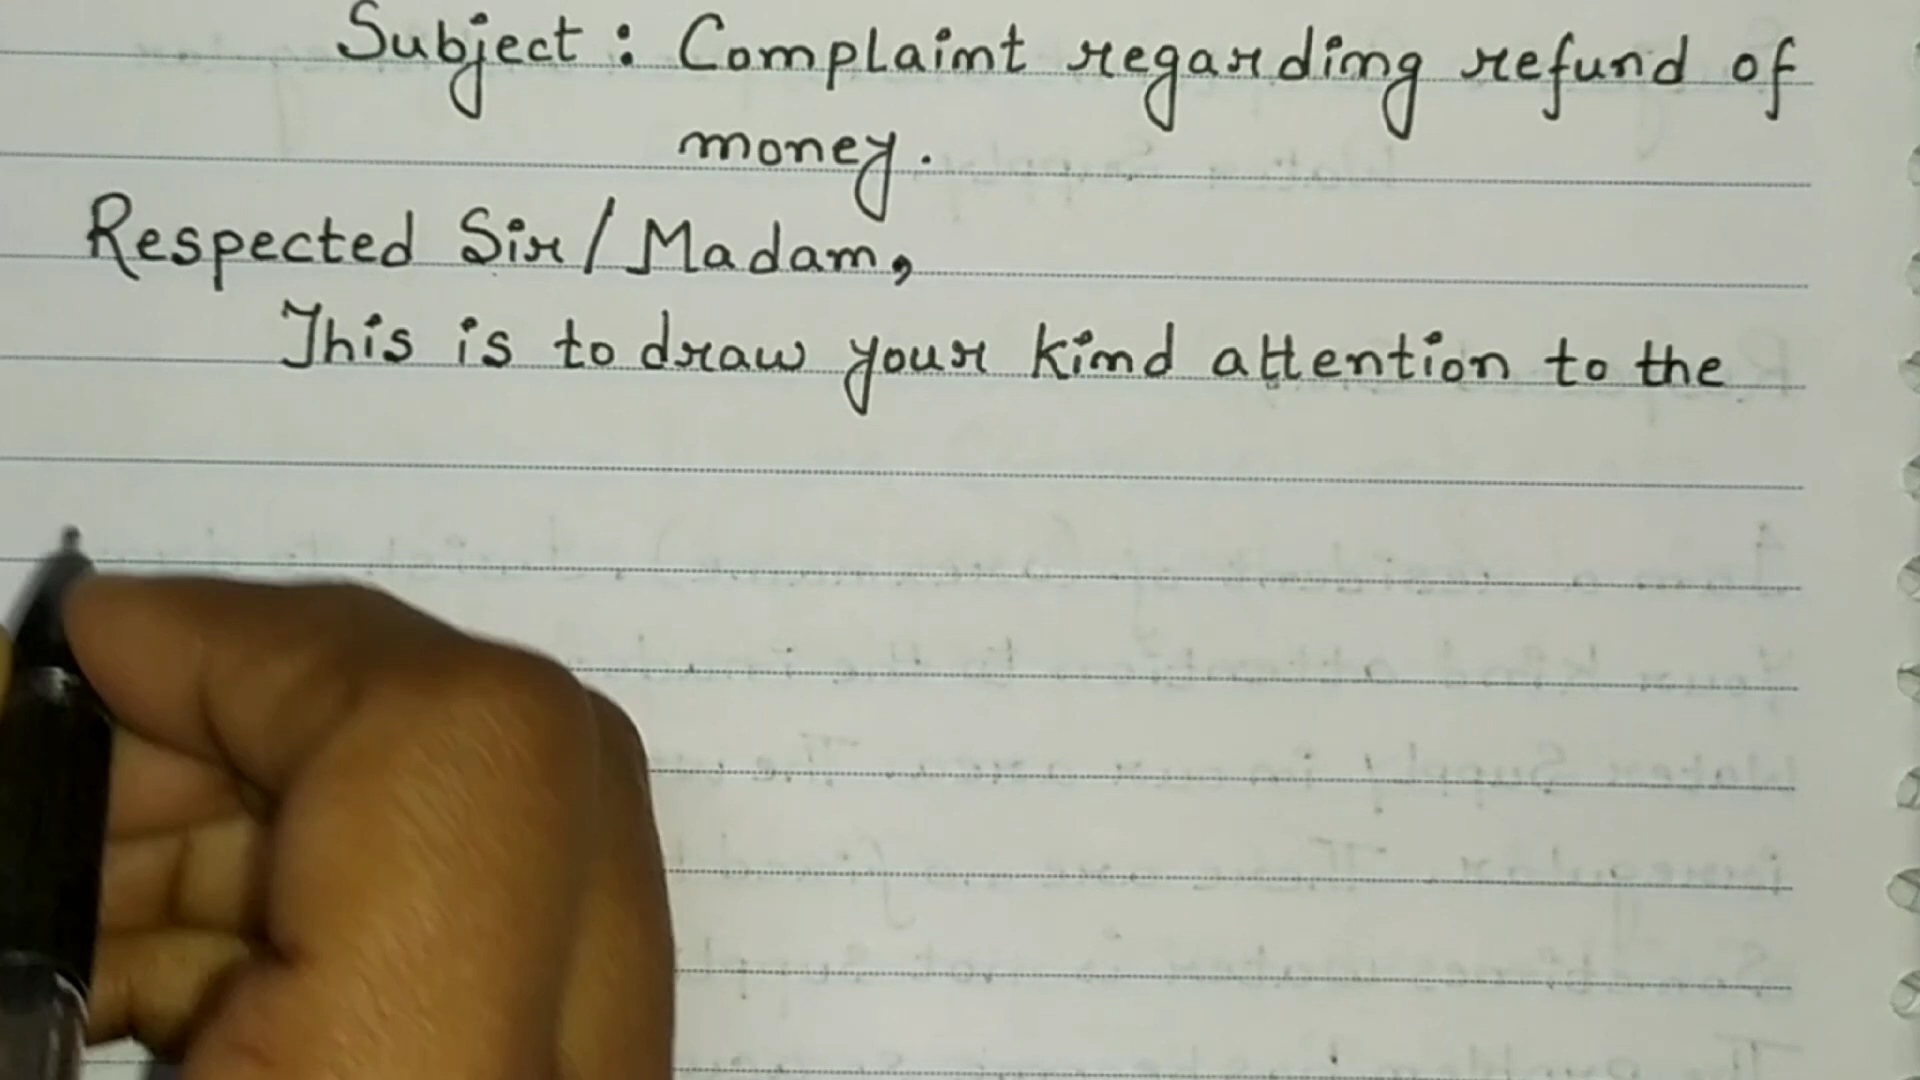 Subject : Complaint regarding refund of
money.
Respected Sir/Madam,
This is to draw your kind attention to the